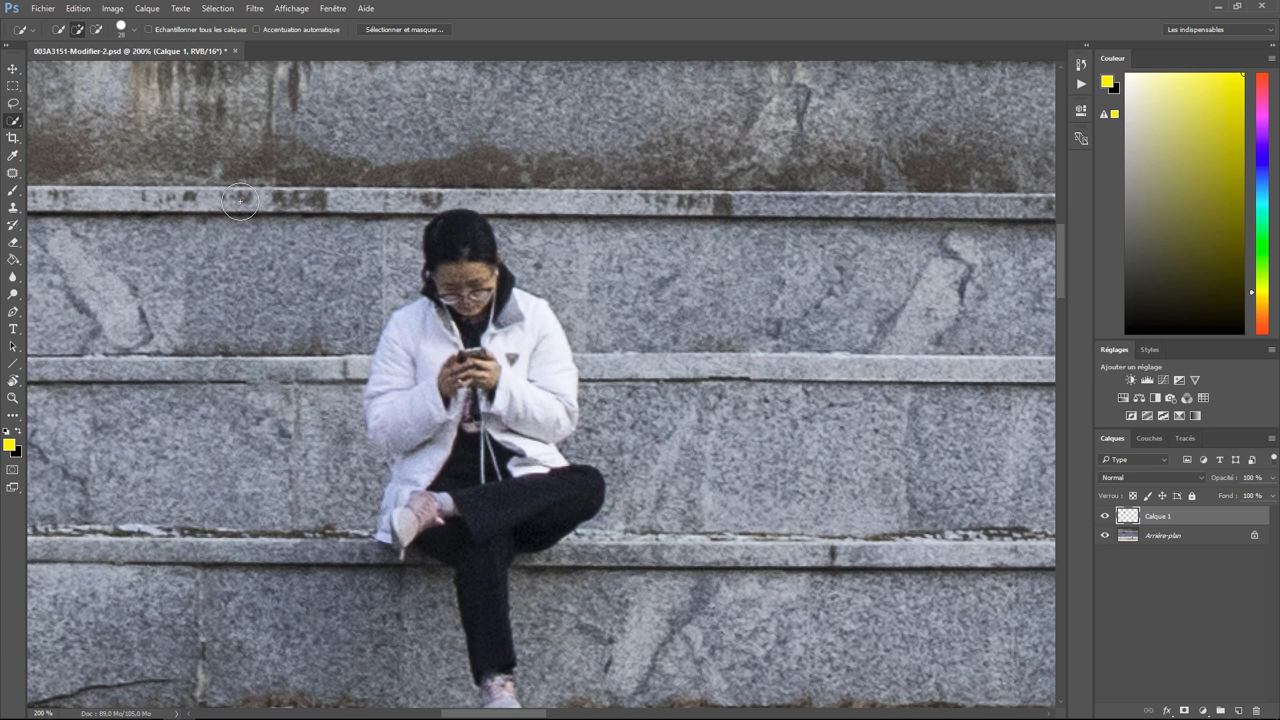 Ps Fichier Edition Image Calque Texte Sélection Filtre Affichage Fenêtre Aide
28 Echantillonner tous les calques Accentuation automatique Sélectionner et masquer... Les indispensables
003A3151-Modifier-2.psd @ 200% (Calque 1, RVB/16*) *
Couleur
Réglages Styles
Ajouter un réglage
Calques Couches Tracés
Type
Normal Opacité : 100 %
Verrou : Fond : 100 %
Calque 1
Arrière-plan
200 % Doc : 89,0 Mo/105,0 Mo